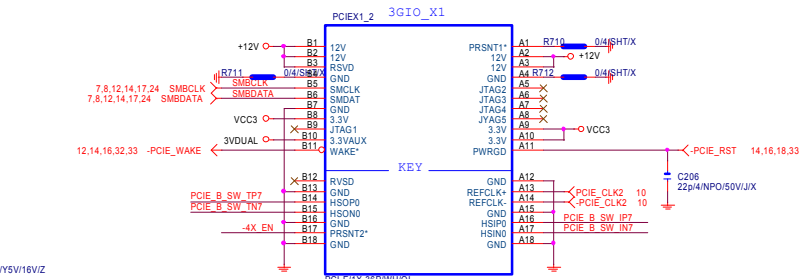 PCIEX1_2 3GIO_X1
+12V B1 12V PRSNT1* A1 R710 0/4/SHT/X
B2 12V 12V A2 +12V
B3 RSVD 12V A3
R711 0/4/SHT/X B4 GND GND A4 R712 0/4/SHT/X
7,8,12,14,17,24 SMBCLK SMBCLK B5 SMCLK JTAG2 A5
7,8,12,14,17,24 SMBDATA SMBDATA B6 SMDAT JTAG3 A6
B7 GND JTAG4 A7
VCC3 B8 3.3V JYAG5 A8
B9 JTAG1 3.3V A9 VCC3
3VDUAL B10 3.3VAUX 3.3V A10
12,14,16,32,33 -PCIE_WAKE B11 WAKE* PWRGD A11 -PCIE_RST 14,16,18,33
KEY
C206
22p/4/NPO/50V/J/X
B12 RVSD GND A12
B13 GND REFCLK+ A13 PCIE_CLK2 10
PCIE_B_SW_TP7 B14 HSOP0 REFCLK- A14 -PCIE_CLK2 10
PCIE_B_SW_TN7 B15 HSON0 GND A15
B16 GND HSIP0 A16 PCIE_B_SW_IP7
-4X_EN B17 PRSNT2* HSIN0 A17 PCIE_B_SW_IN7
B18 GND GND A18
/Y5V/16V/Z